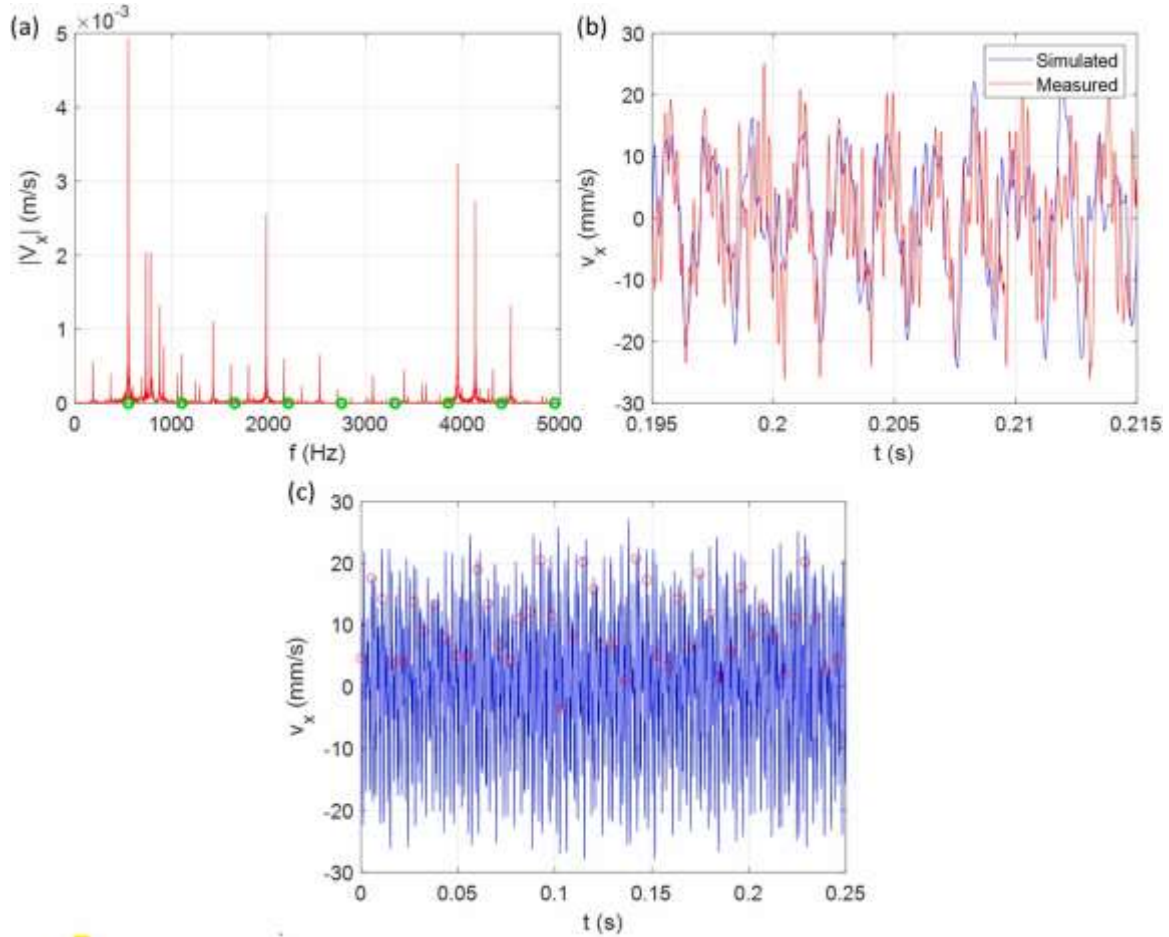 (a)
×10⁻³
5
4
3
2
1
0
|Vₓ| (m/s)
0 1000 2000 3000 4000 5000
f (Hz)
(b)
30
20
10
0
-10
-20
-30
vₓ (mm/s)
Simulated
Measured
0.195 0.2 0.205 0.21 0.215
t (s)
(c)
30
20
10
0
-10
-20
-30
vₓ (mm/s)
0 0.05 0.1 0.15 0.2 0.25
t (s)